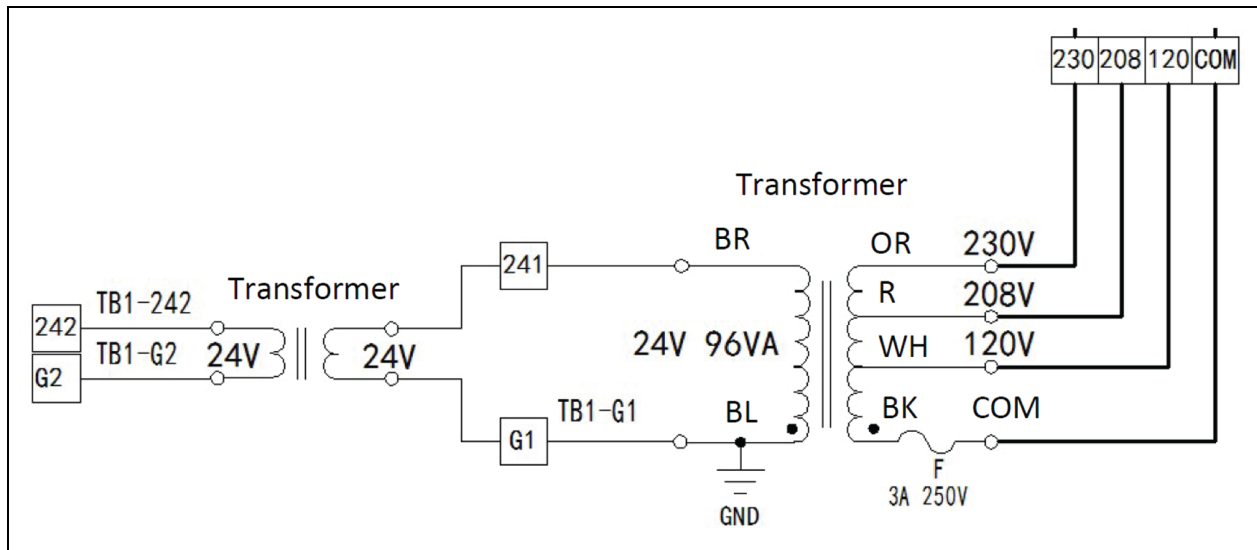 230 208 120 COM
Transformer
BR OR 230V
241
TB1-242 Transformer R 208V
242 24V 24V 24V 96VA WH 120V
TB1-G2
G2
TB1-G1 BL BK COM
G1
F
3A 250V
GND